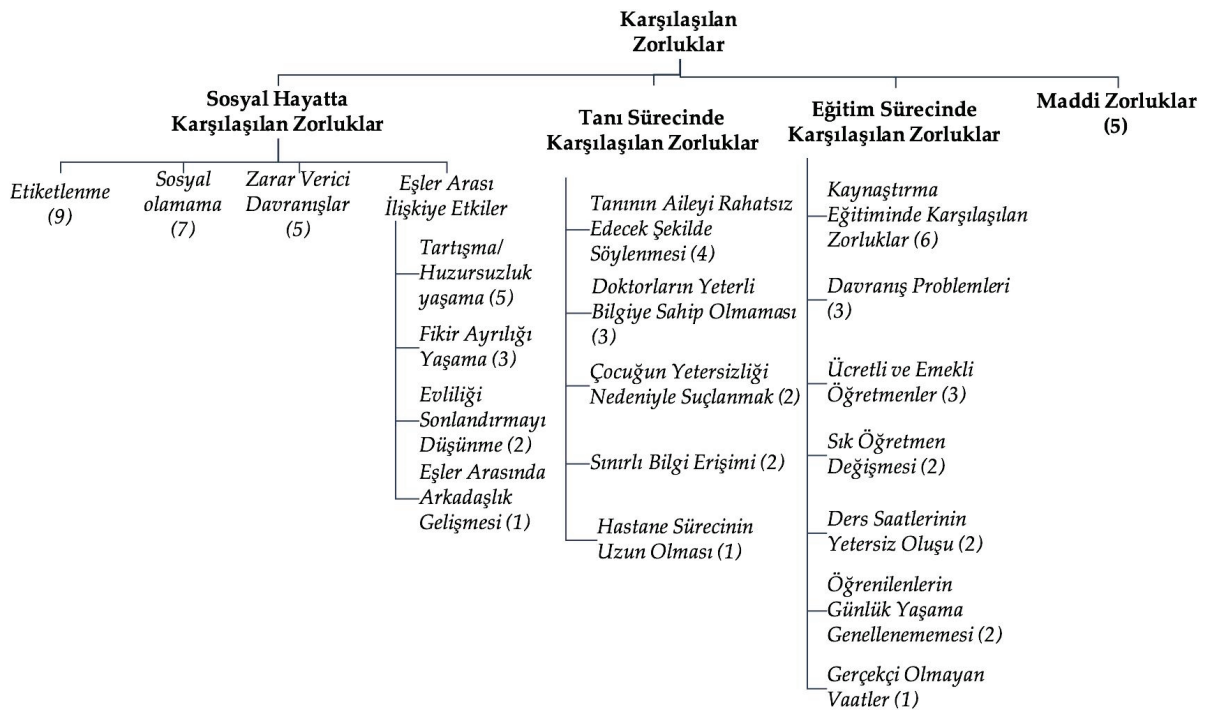 Karşılaşılan
Zorluklar
Sosyal Hayatta
Karşılaşılan Zorluklar
Etiketlenme
(9)
Sosyal
olamama
(7)
Zarar Verici
Davranışlar
(5)
Eşler Arası
İlişkiye Etkiler
Tartışma/
Huzursuzluk
yaşama (5)
Fikir Ayrılığı
Yaşama (3)
Evliliği
Sonlandırmayı
Düşünme (2)
Eşler Arasında
Arkadaşlık
Gelişmesi (1)
Tanı Sürecinde
Karşılaşılan Zorluklar
Tanının Aileyi Rahatsız
Edecek Şekilde
Söylenmesi (4)
Doktorların Yeterli
Bilgiye Sahip Olmaması
(3)
Çocuğun Yetersizliği
Nedeniyle Suçlanmak (2)
Sınırlı Bilgi Erişimi (2)
Hastane Sürecinin
Uzun Olması (1)
Eğitim Sürecinde
Karşılaşılan Zorluklar
Kaynaştırma
Eğitiminde Karşılaşılan
Zorluklar (6)
Davranış Problemleri
(3)
Ücretli ve Emekli
Öğretmenler (3)
Sık Öğretmen
Değişmesi (2)
Ders Saatlerinin
Yetersiz Oluşu (2)
Öğrenilenlerin
Günlük Yaşama
Genellenememesi (2)
Gerçekçi Olmayan
Vaatler (1)
Maddi Zorluklar
(5)